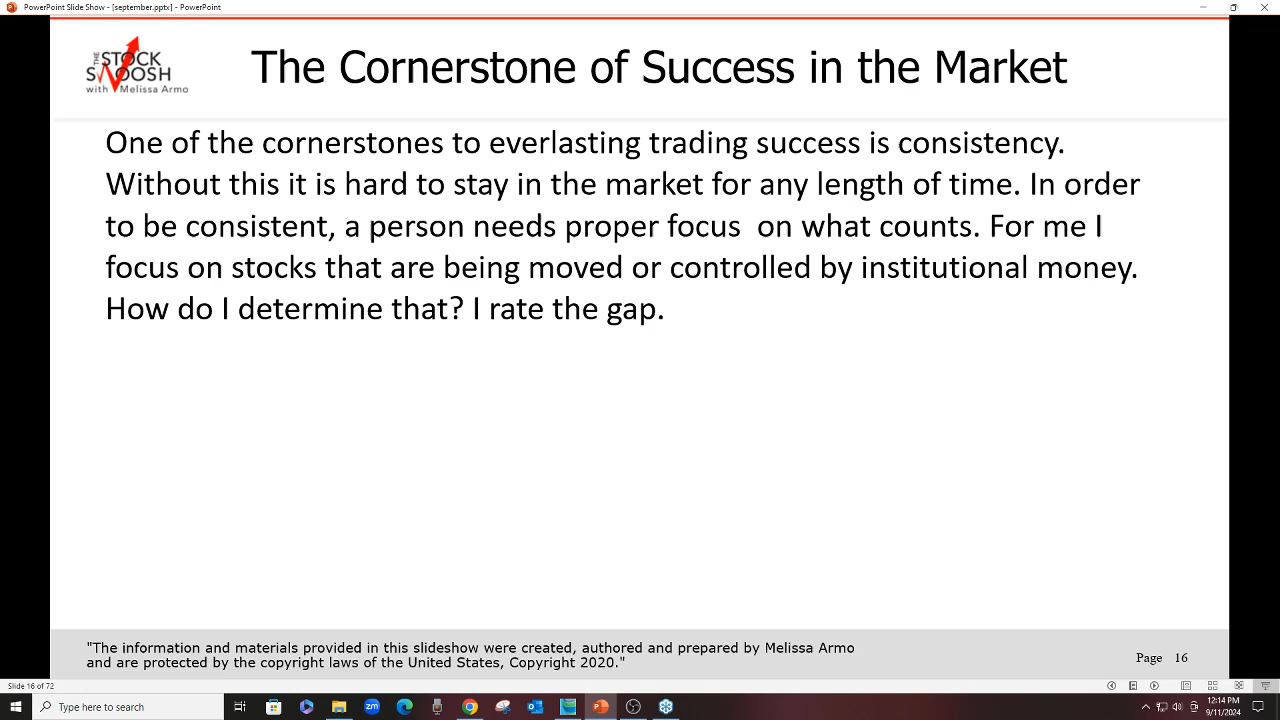 PowerPoint Slide Show - [september.pptx] - PowerPoint
THE
STOCK
SWOOSH
with Melissa Armo
The Cornerstone of Success in the Market
One of the cornerstones to everlasting trading success is consistency.
Without this it is hard to stay in the market for any length of time. In order
to be consistent, a person needs proper focus  on what counts. For me I
focus on stocks that are being moved or controlled by institutional money.
How do I determine that? I rate the gap.
"The information and materials provided in this slideshow were created, authored and prepared by Melissa Armo
and are protected by the copyright laws of the United States, Copyright 2020."
Page 16
Slide 16 of 72
Type here to search
zm
12:14 PM
9/11/2024